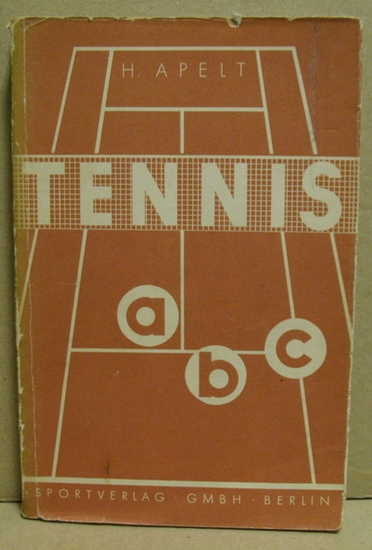 H. APELT
TENNIS
a b c
SPORTVERLAG · GMBH · BERLIN